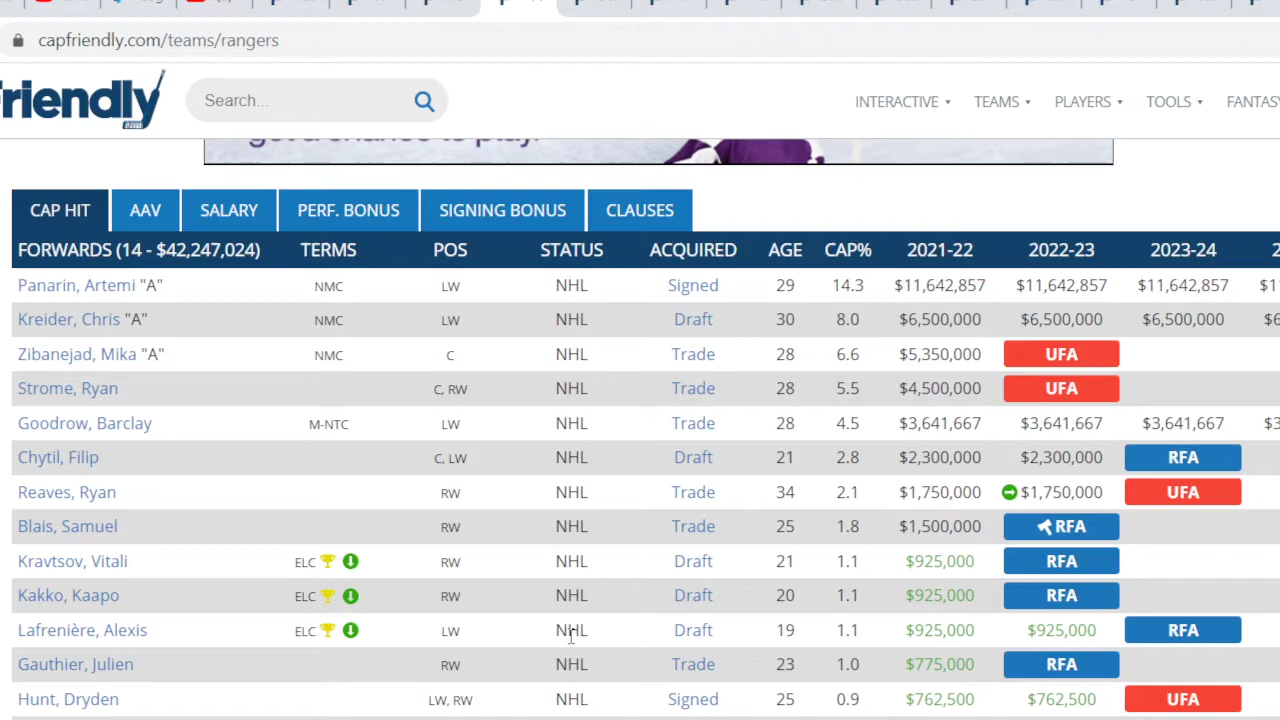 capfriendly.com/teams/rangers
friendly Search... INTERACTIVE TEAMS PLAYERS TOOLS FANTASY
get a chance to play!
CAP HIT AAV SALARY PERF. BONUS SIGNING BONUS CLAUSES
FORWARDS (14 - $42,247,024) TERMS POS STATUS ACQUIRED AGE CAP% 2021-22 2022-23 2023-24 2
Panarin, Artemi "A" NMC LW NHL Signed 29 14.3 $11,642,857 $11,642,857 $11,642,857 $1
Kreider, Chris "A" NMC LW NHL Draft 30 8.0 $6,500,000 $6,500,000 $6,500,000 $6
Zibanejad, Mika "A" NMC C NHL Trade 28 6.6 $5,350,000 UFA
Strome, Ryan C, RW NHL Trade 28 5.5 $4,500,000 UFA
Goodrow, Barclay M-NTC LW NHL Trade 28 4.5 $3,641,667 $3,641,667 $3,641,667 $3
Chytil, Filip C, LW NHL Draft 21 2.8 $2,300,000 $2,300,000 RFA
Reaves, Ryan RW NHL Trade 34 2.1 $1,750,000 $1,750,000 UFA
Blais, Samuel RW NHL Trade 25 1.8 $1,500,000 RFA
Kravtsov, Vitali ELC RW NHL Draft 21 1.1 $925,000 RFA
Kakko, Kaapo ELC RW NHL Draft 20 1.1 $925,000 RFA
Lafrenière, Alexis ELC LW NHL Draft 19 1.1 $925,000 $925,000 RFA
Gauthier, Julien RW NHL Trade 23 1.0 $775,000 RFA
Hunt, Dryden LW, RW NHL Signed 25 0.9 $762,500 $762,500 UFA